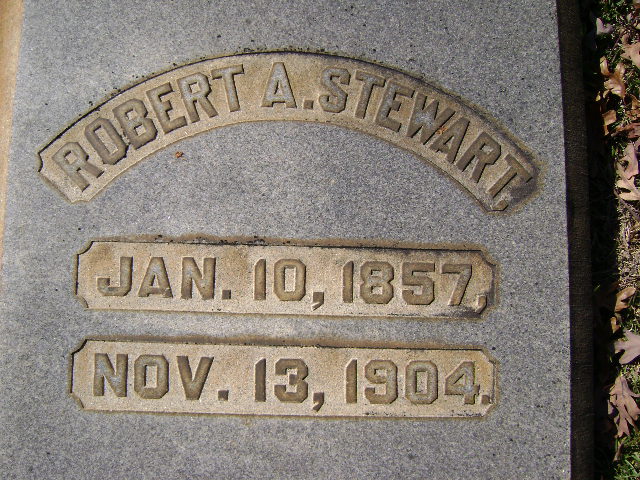 ROBERT A. STEWART.
JAN. 10, 1857,
NOV. 13, 1904.